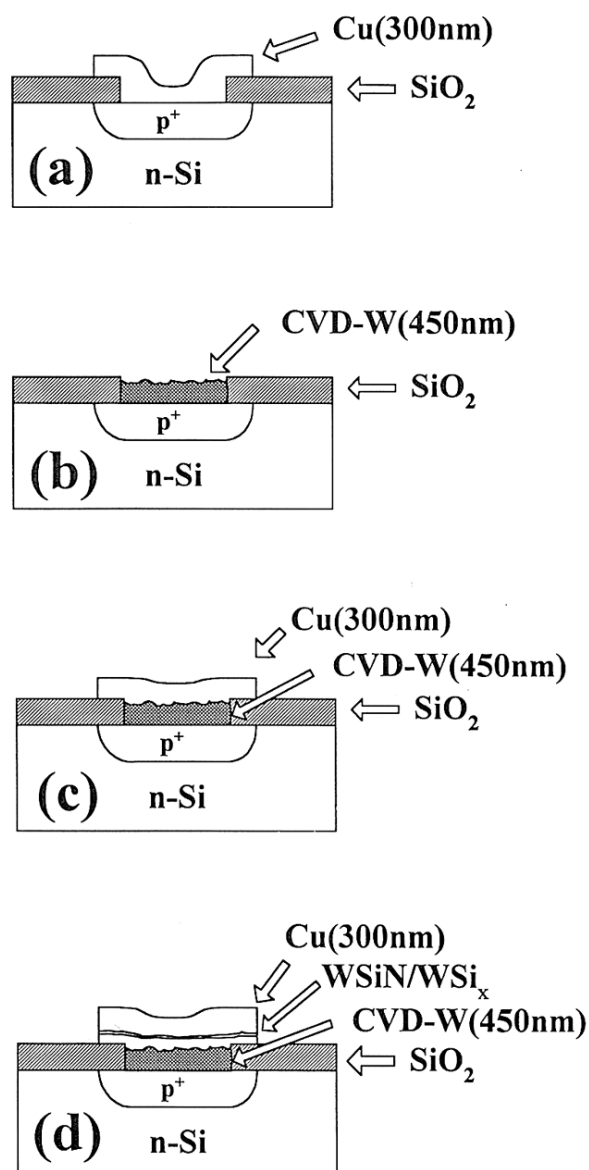 Cu(300nm)
SiO₂
p⁺
(a) n-Si
CVD-W(450nm)
SiO₂
p⁺
(b) n-Si
Cu(300nm)
CVD-W(450nm)
SiO₂
p⁺
(c) n-Si
Cu(300nm)
WSiN/WSiₓ
CVD-W(450nm)
SiO₂
p⁺
(d) n-Si